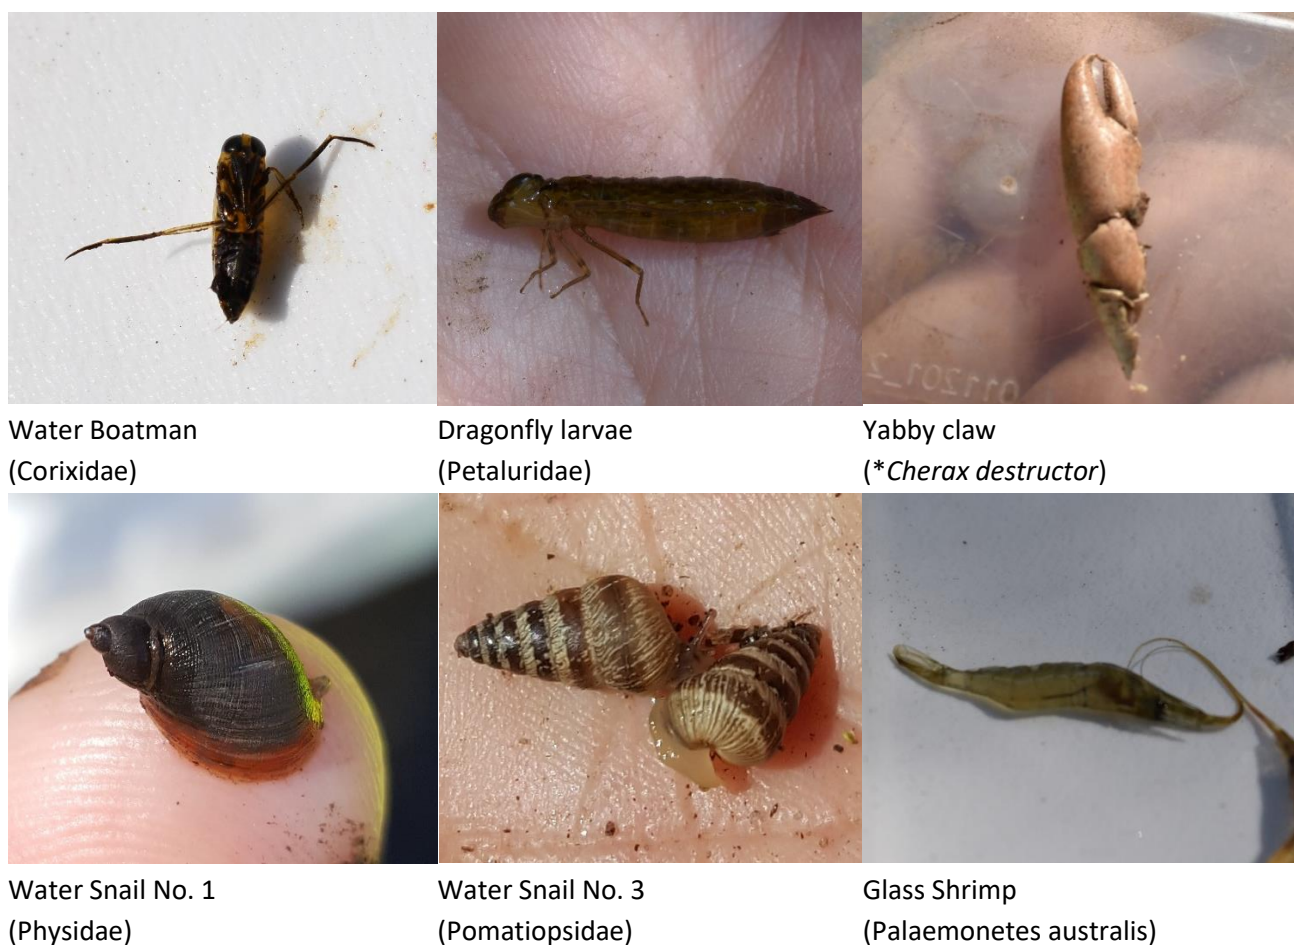 Water Boatman
(Corixidae)
Dragonfly larvae
(Petaluridae)
Yabby claw
(*Cherax destructor)
Water Snail No. 1
(Physidae)
Water Snail No. 3
(Pomatiopsidae)
Glass Shrimp
(Palaemonetes australis)